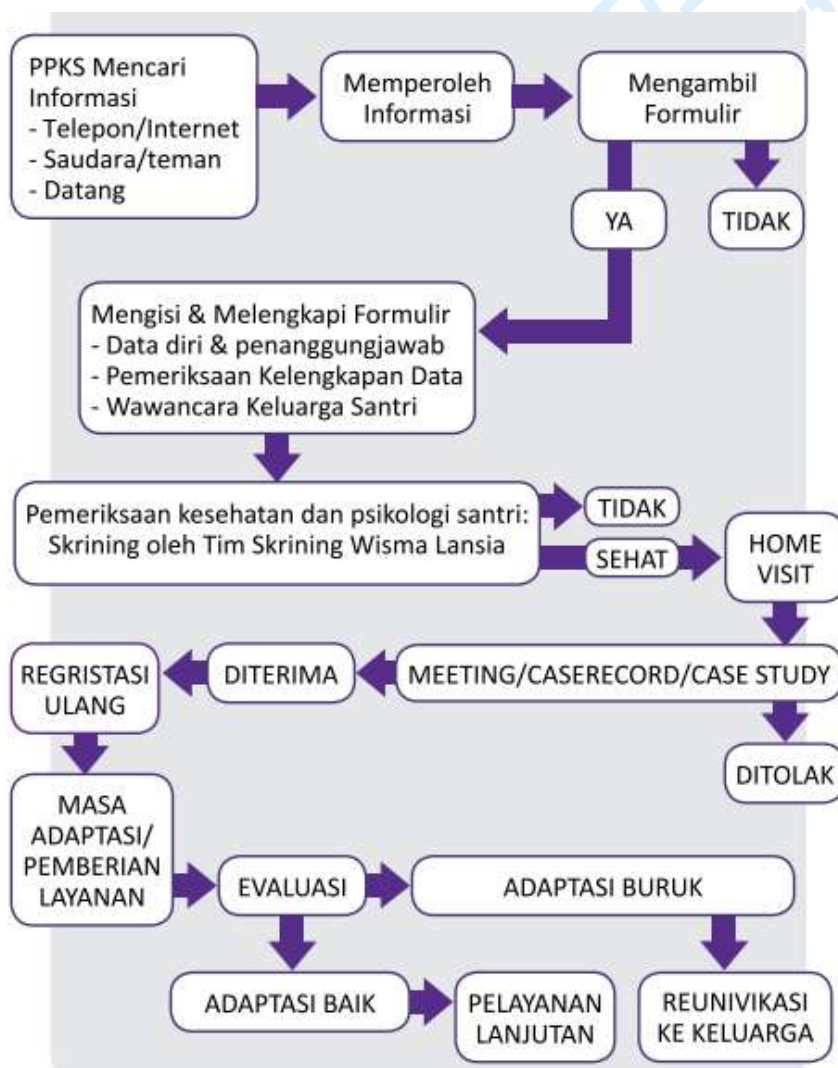 PPKS Mencari
Informasi
- Telepon/Internet
- Saudara/teman
- Datang
Memperoleh
Informasi
Mengambil
Formulir
YA
TIDAK
Mengisi & Melengkapi Formulir
- Data diri & penanggungjawab
- Pemeriksaan Kelengkapan Data
- Wawancara Keluarga Santri
Pemeriksaan kesehatan dan psikologi santri:
Skrining oleh Tim Skrining Wisma Lansia
TIDAK
SEHAT
HOME
VISIT
MEETING/CASERECORD/CASE STUDY
DITERIMA
REGRISTASI
ULANG
DITOLAK
MASA
ADAPTASI/
PEMBERIAN
LAYANAN
EVALUASI
ADAPTASI BURUK
ADAPTASI BAIK
PELAYANAN
LANJUTAN
REUNIVIKASI
KE KELUARGA